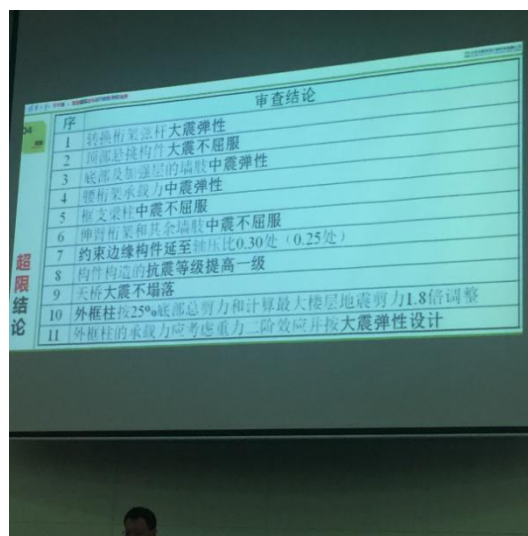 04
序 审查结论
1 转换桁架弦杆大震弹性
2 顶部悬挑构件大震不屈服
3 底部及加强层的墙肢中震弹性
4 腰桁架承载力中震弹性
5 框支梁柱中震不屈服
6 伸臂桁架和其余墙肢中震不屈服
7 约束边缘构件延至轴压比0.30处（0.25处）
8 构件构造的抗震等级提高一级
9 天桥大震不塌落
10 外框柱按25%底部总剪力和计算最大楼层地震剪力1.8倍调整
11 外框柱的承载力应考虑重力二阶效应并按大震弹性设计
超限结论